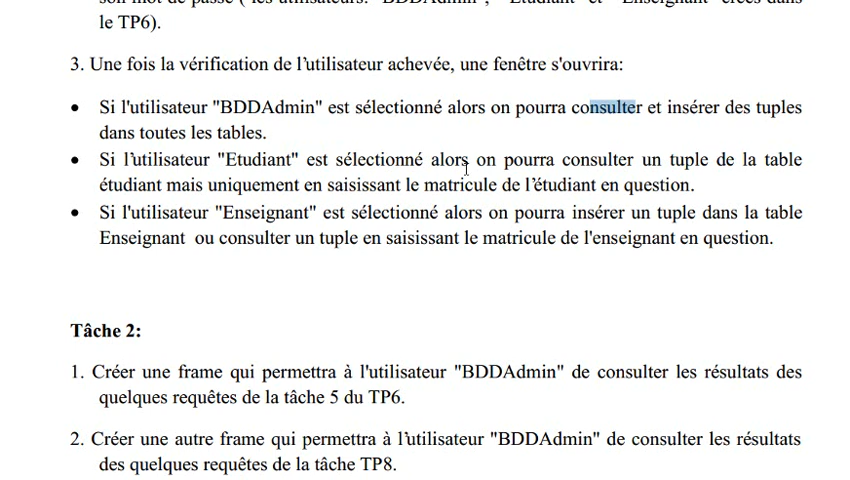 le TP6).
3. Une fois la vérification de l'utilisateur achevée, une fenêtre s'ouvrira:
• Si l'utilisateur "BDDAdmin" est sélectionné alors on pourra consulter et insérer des tuples
dans toutes les tables.
• Si l'utilisateur "Etudiant" est sélectionné alors on pourra consulter un tuple de la table
étudiant mais uniquement en saisissant le matricule de l'étudiant en question.
• Si l'utilisateur "Enseignant" est sélectionné alors on pourra insérer un tuple dans la table
Enseignant ou consulter un tuple en saisissant le matricule de l'enseignant en question.
Tâche 2:
1. Créer une frame qui permettra à l'utilisateur "BDDAdmin" de consulter les résultats des
quelques requêtes de la tâche 5 du TP6.
2. Créer une autre frame qui permettra à l'utilisateur "BDDAdmin" de consulter les résultats
des quelques requêtes de la tâche TP8.